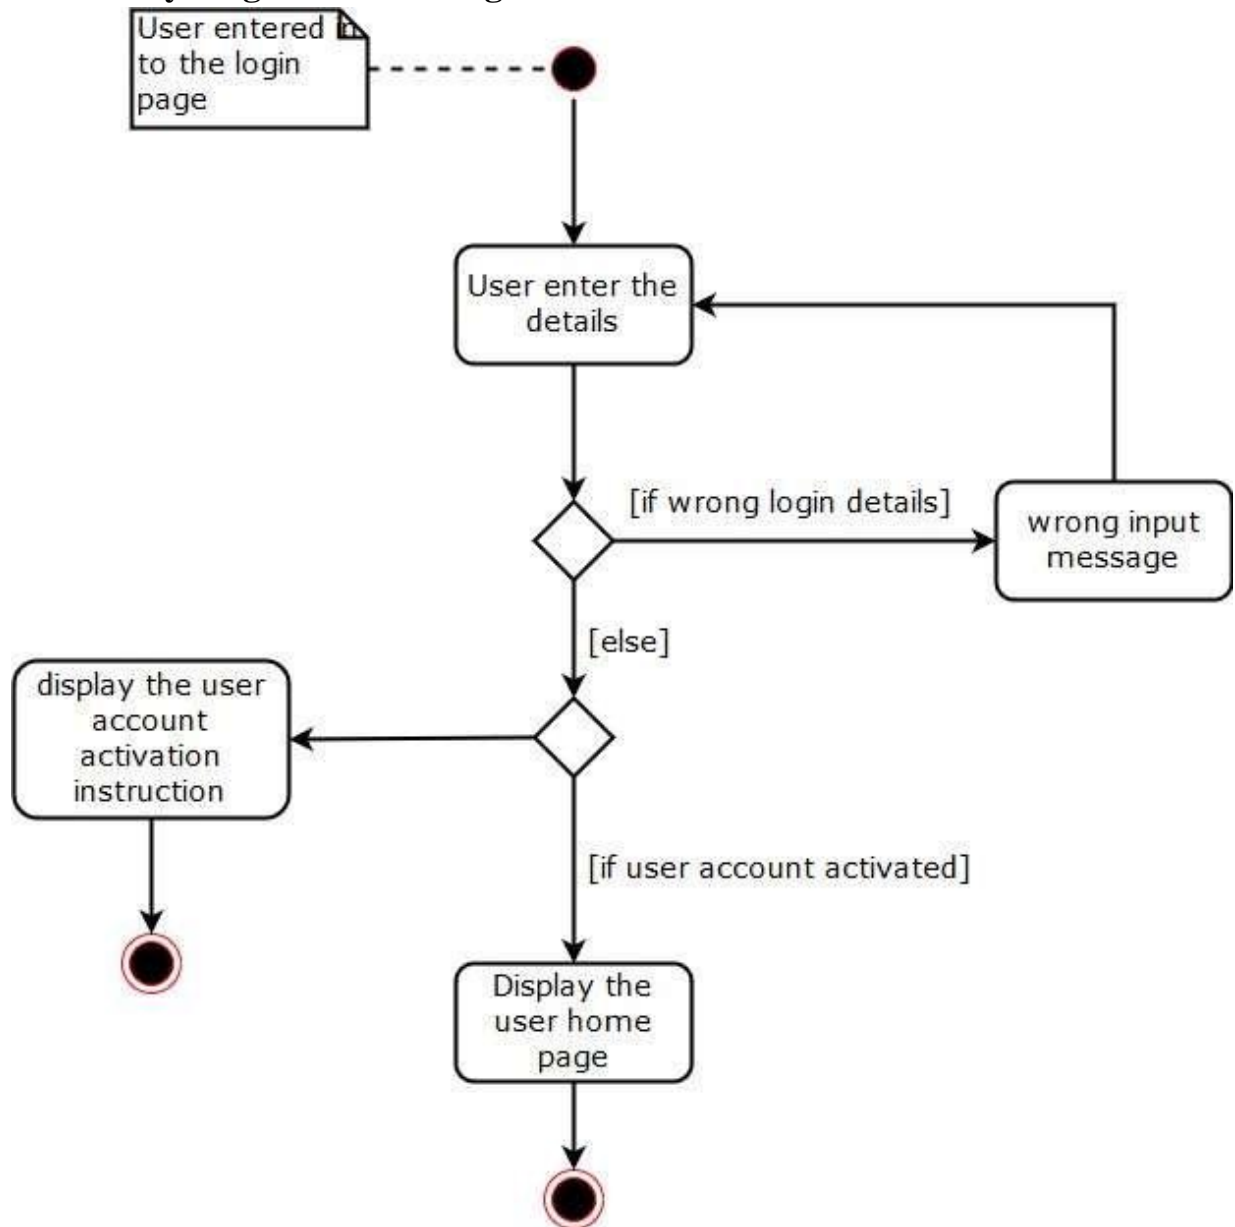 User entered in
to the login
page
User enter the
details
[if wrong login details]
wrong input
message
[else]
display the user
account
activation
instruction
[if user account activated]
Display the
user home
page